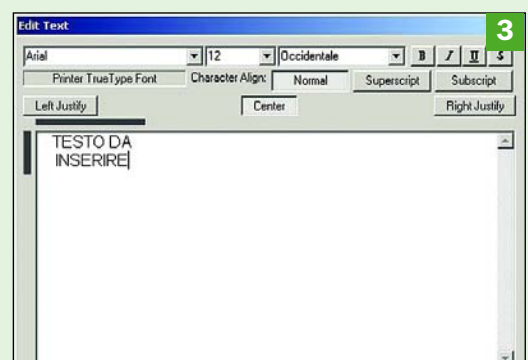 Edit Text
3
Arial 12 Occidentale B I U S
Printer TrueType Font Character Align: Normal Superscript Subscript
Left Justify Center Right Justify
TESTO DA
INSERIRE